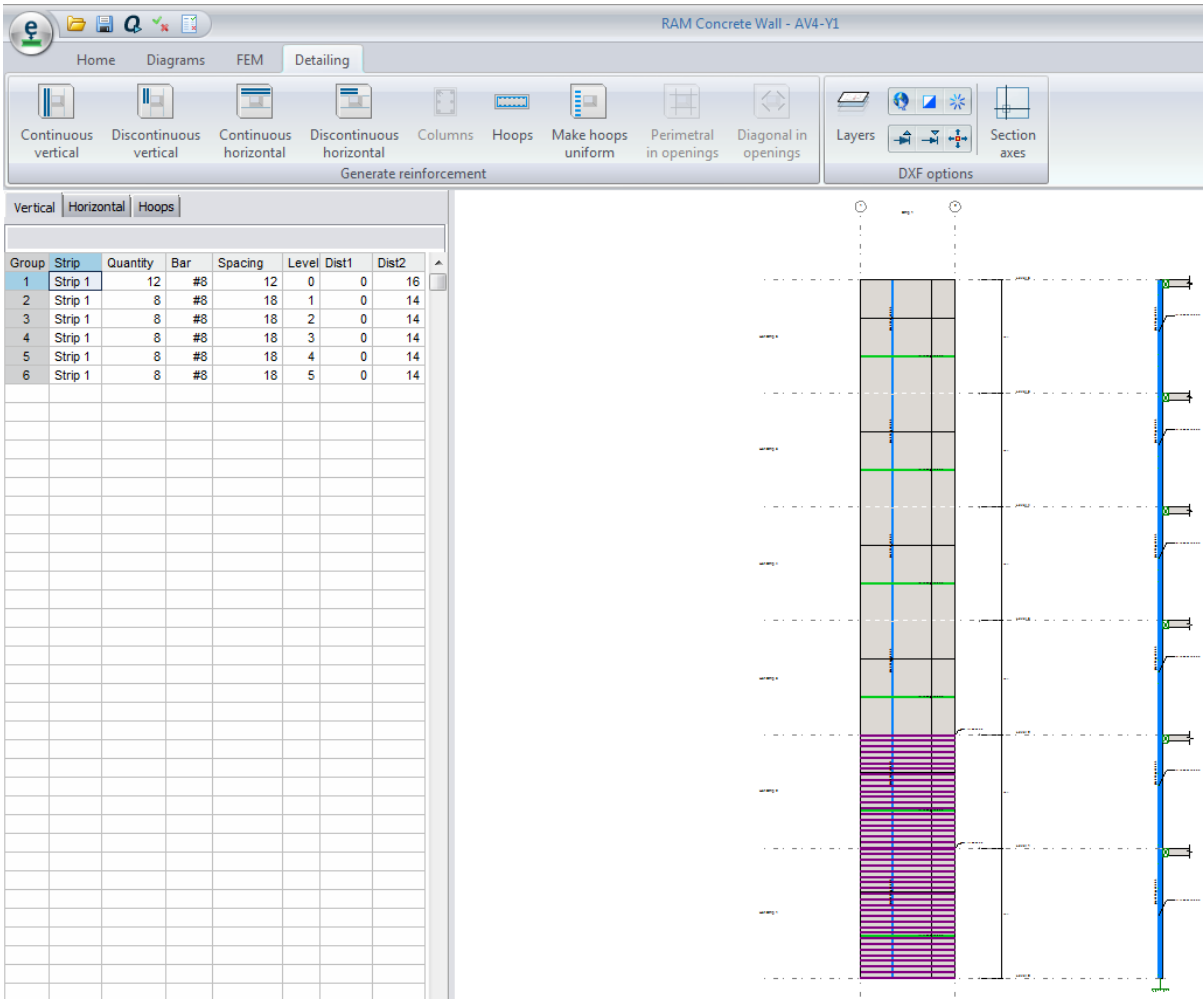 e Q RAM Concrete Wall - AV4-Y1
Home Diagrams FEM Detailing
Continuous vertical
Discontinuous vertical
Continuous horizontal
Discontinuous horizontal
Columns
Hoops
Make hoops uniform
Perimetral in openings
Diagonal in openings
Layers
Section axes
Generate reinforcement
DXF options
Vertical Horizontal Hoops
Group Strip Quantity Bar Spacing Level Dist1 Dist2
1 Strip 1 12 #8 12 0 0 16
2 Strip 1 8 #8 18 1 0 14
3 Strip 1 8 #8 18 2 0 14
4 Strip 1 8 #8 18 3 0 14
5 Strip 1 8 #8 18 4 0 14
6 Strip 1 8 #8 18 5 0 14